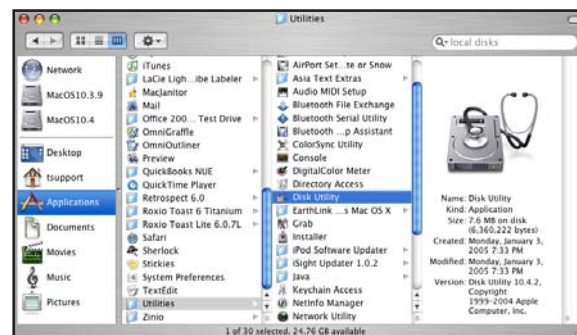 Utilities
local disks
Network
MacOS10.3.9
MacOS10.4
Desktop
tsupport
Applications
Documents
Movies
Music
Pictures
iTunes
LaCie Ligh...ibe Labeler
MacJanitor
Mail
Office 200... Test Drive
OmniGraffle
OmniOutliner
Preview
QuickBooks NUE
QuickTime Player
Retrospect 6.0
Roxio Toast 6 Titanium
Roxio Toast Lite 6.0.7L
Safari
Sherlock
Stickies
System Preferences
TextEdit
Utilities
Zinio
AirPort Set...te or Snow
Asia Text Extras
Audio MIDI Setup
Bluetooth File Exchange
Bluetooth Serial Utility
Bluetooth ...p Assistant
ColorSync Utility
Console
DigitalColor Meter
Directory Access
Disk Utility
EarthLink ...s Mac OS X
Grab
Installer
iPod Software Updater
iSight Updater 1.0.2
Java
Keychain Access
NetInfo Manager
Network Utility
Name: Disk Utility
Kind: Application
Size: 7.6 MB on disk
(6,360,222 bytes)
Created: Monday, January 3,
2005 7:33 PM
Modified: Monday, January 3,
2005 7:33 PM
Version: Disk Utility 10.4.2,
Copyright
1999-2004 Apple
Computer, Inc.
1 of 30 selected, 24.76 GB available